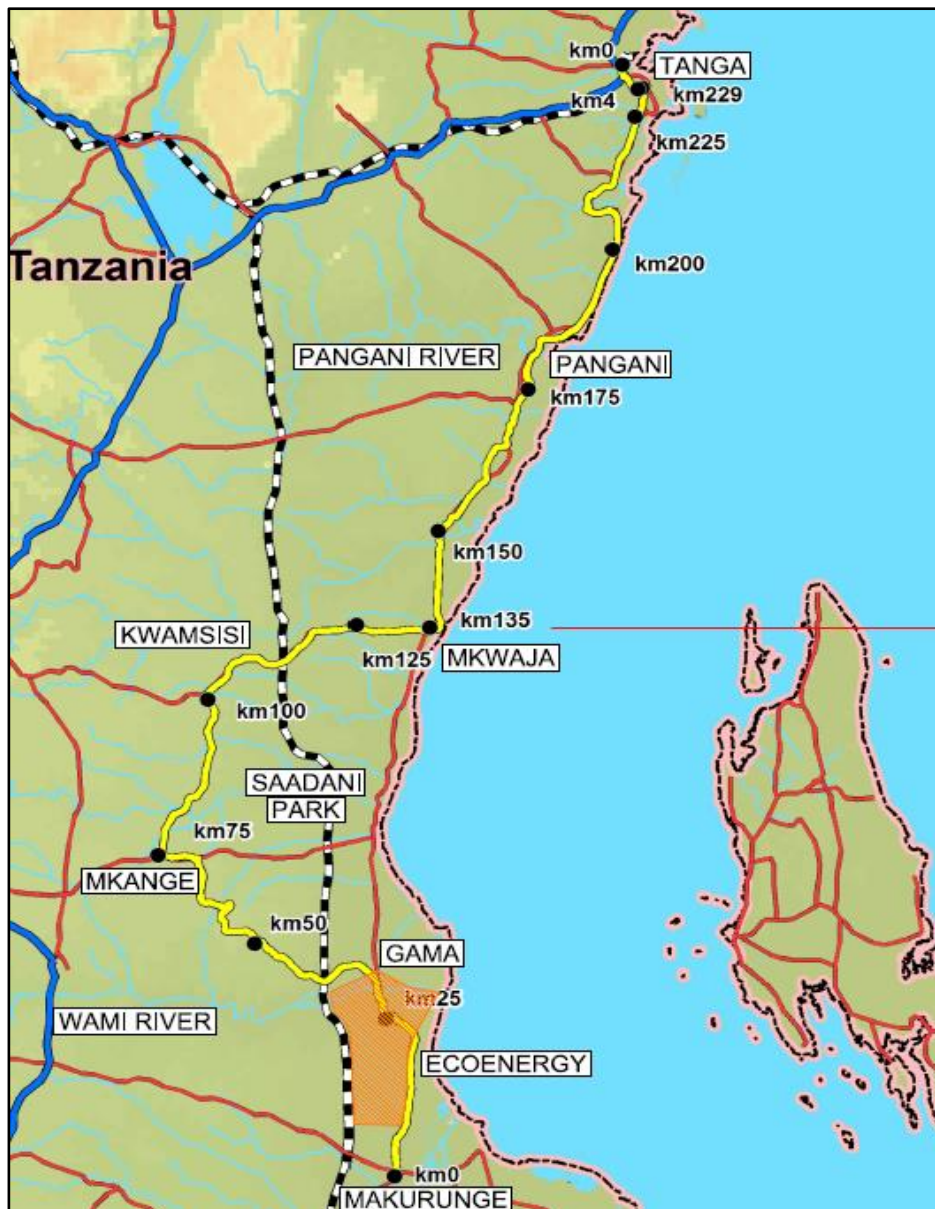 km0
TANGA
km4
km229
km225
km200
Tanzania
PANGANI RIVER
PANGANI
km175
km150
KWAMSISI
km135
km125
MKWAJA
km100
SAADANI
PARK
km75
MKANGE
km50
GAMA
km25
WAMI RIVER
ECOENERGY
km0
MAKURUNGE